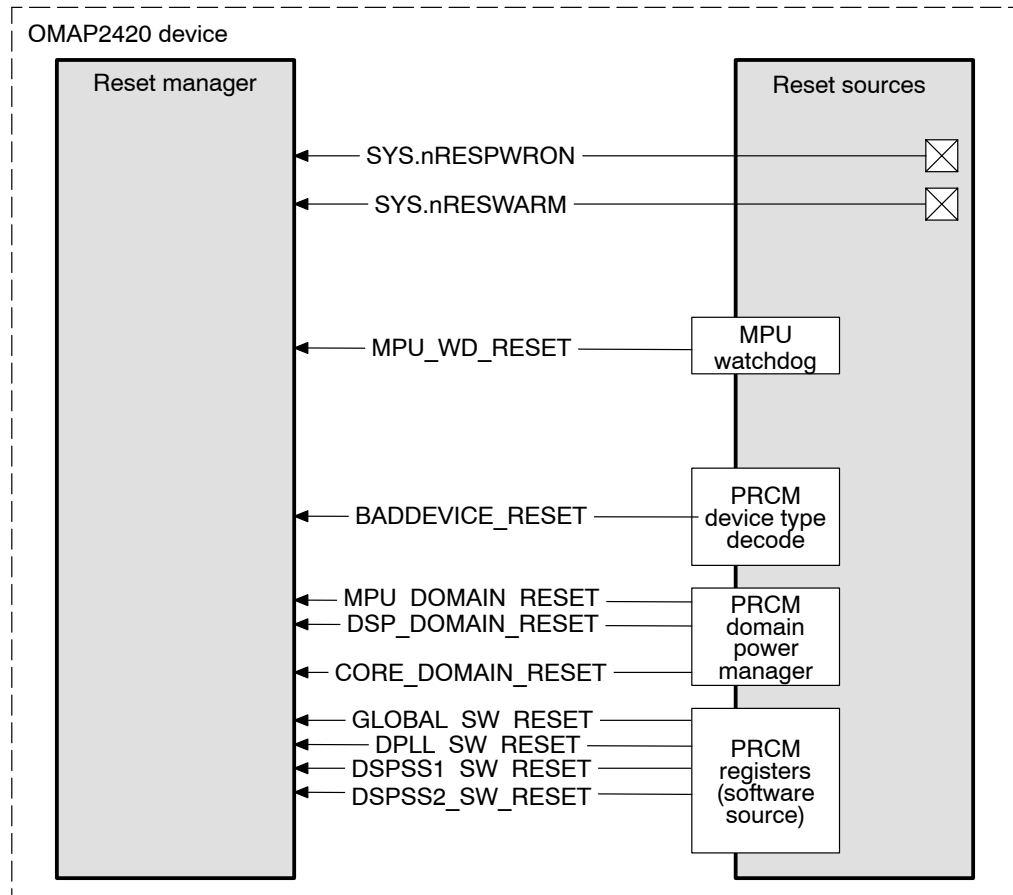 OMAP2420 device
Reset manager
Reset sources
SYS.nRESPWRON
SYS.nRESWARM
MPU_WD_RESET
MPU
watchdog
BADDEVICE_RESET
PRCM
device type
decode
MPU_DOMAIN_RESET
DSP_DOMAIN_RESET
CORE_DOMAIN_RESET
PRCM
domain
power
manager
GLOBAL_SW_RESET
DPLL_SW_RESET
DSPSS1_SW_RESET
DSPSS2_SW_RESET
PRCM
registers
(software
source)